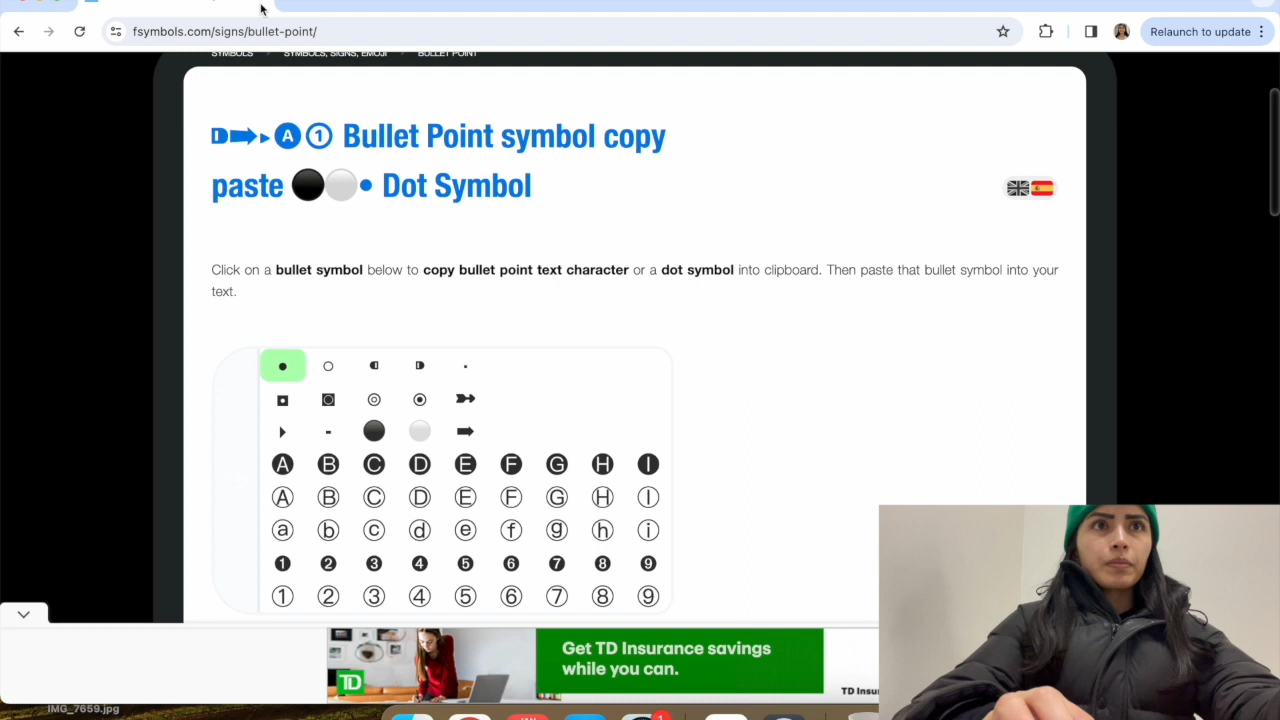 fsymbols.com/signs/bullet-point/
Relaunch to update
SYMBOLS SYMBOLS, SIGNS, EMOJI BULLET POINT
Bullet Point symbol copy
paste ⚫⚪• Dot Symbol
Click on a bullet symbol below to copy bullet point text character or a dot symbol into clipboard. Then paste that bullet symbol into your
text.
● ○ ◖ ◗ ·
◘ ◙ ⦾ ⦿ ➵
‣ ⁃ ⚫ ⚪ ➡
🅐 🅑 🅒 🅓 🅔 🅕 🅖 🅗 🅘
Ⓐ Ⓑ Ⓒ Ⓓ Ⓔ Ⓕ Ⓖ Ⓗ Ⓘ
ⓐ ⓑ ⓒ ⓓ ⓔ ⓕ ⓖ ⓗ ⓘ
❶ ❷ ❸ ❹ ❺ ❻ ❼ ❽ ❾
① ② ③ ④ ⑤ ⑥ ⑦ ⑧ ⑨
TD
Get TD Insurance savings
while you can.
IMG_7659.jpg